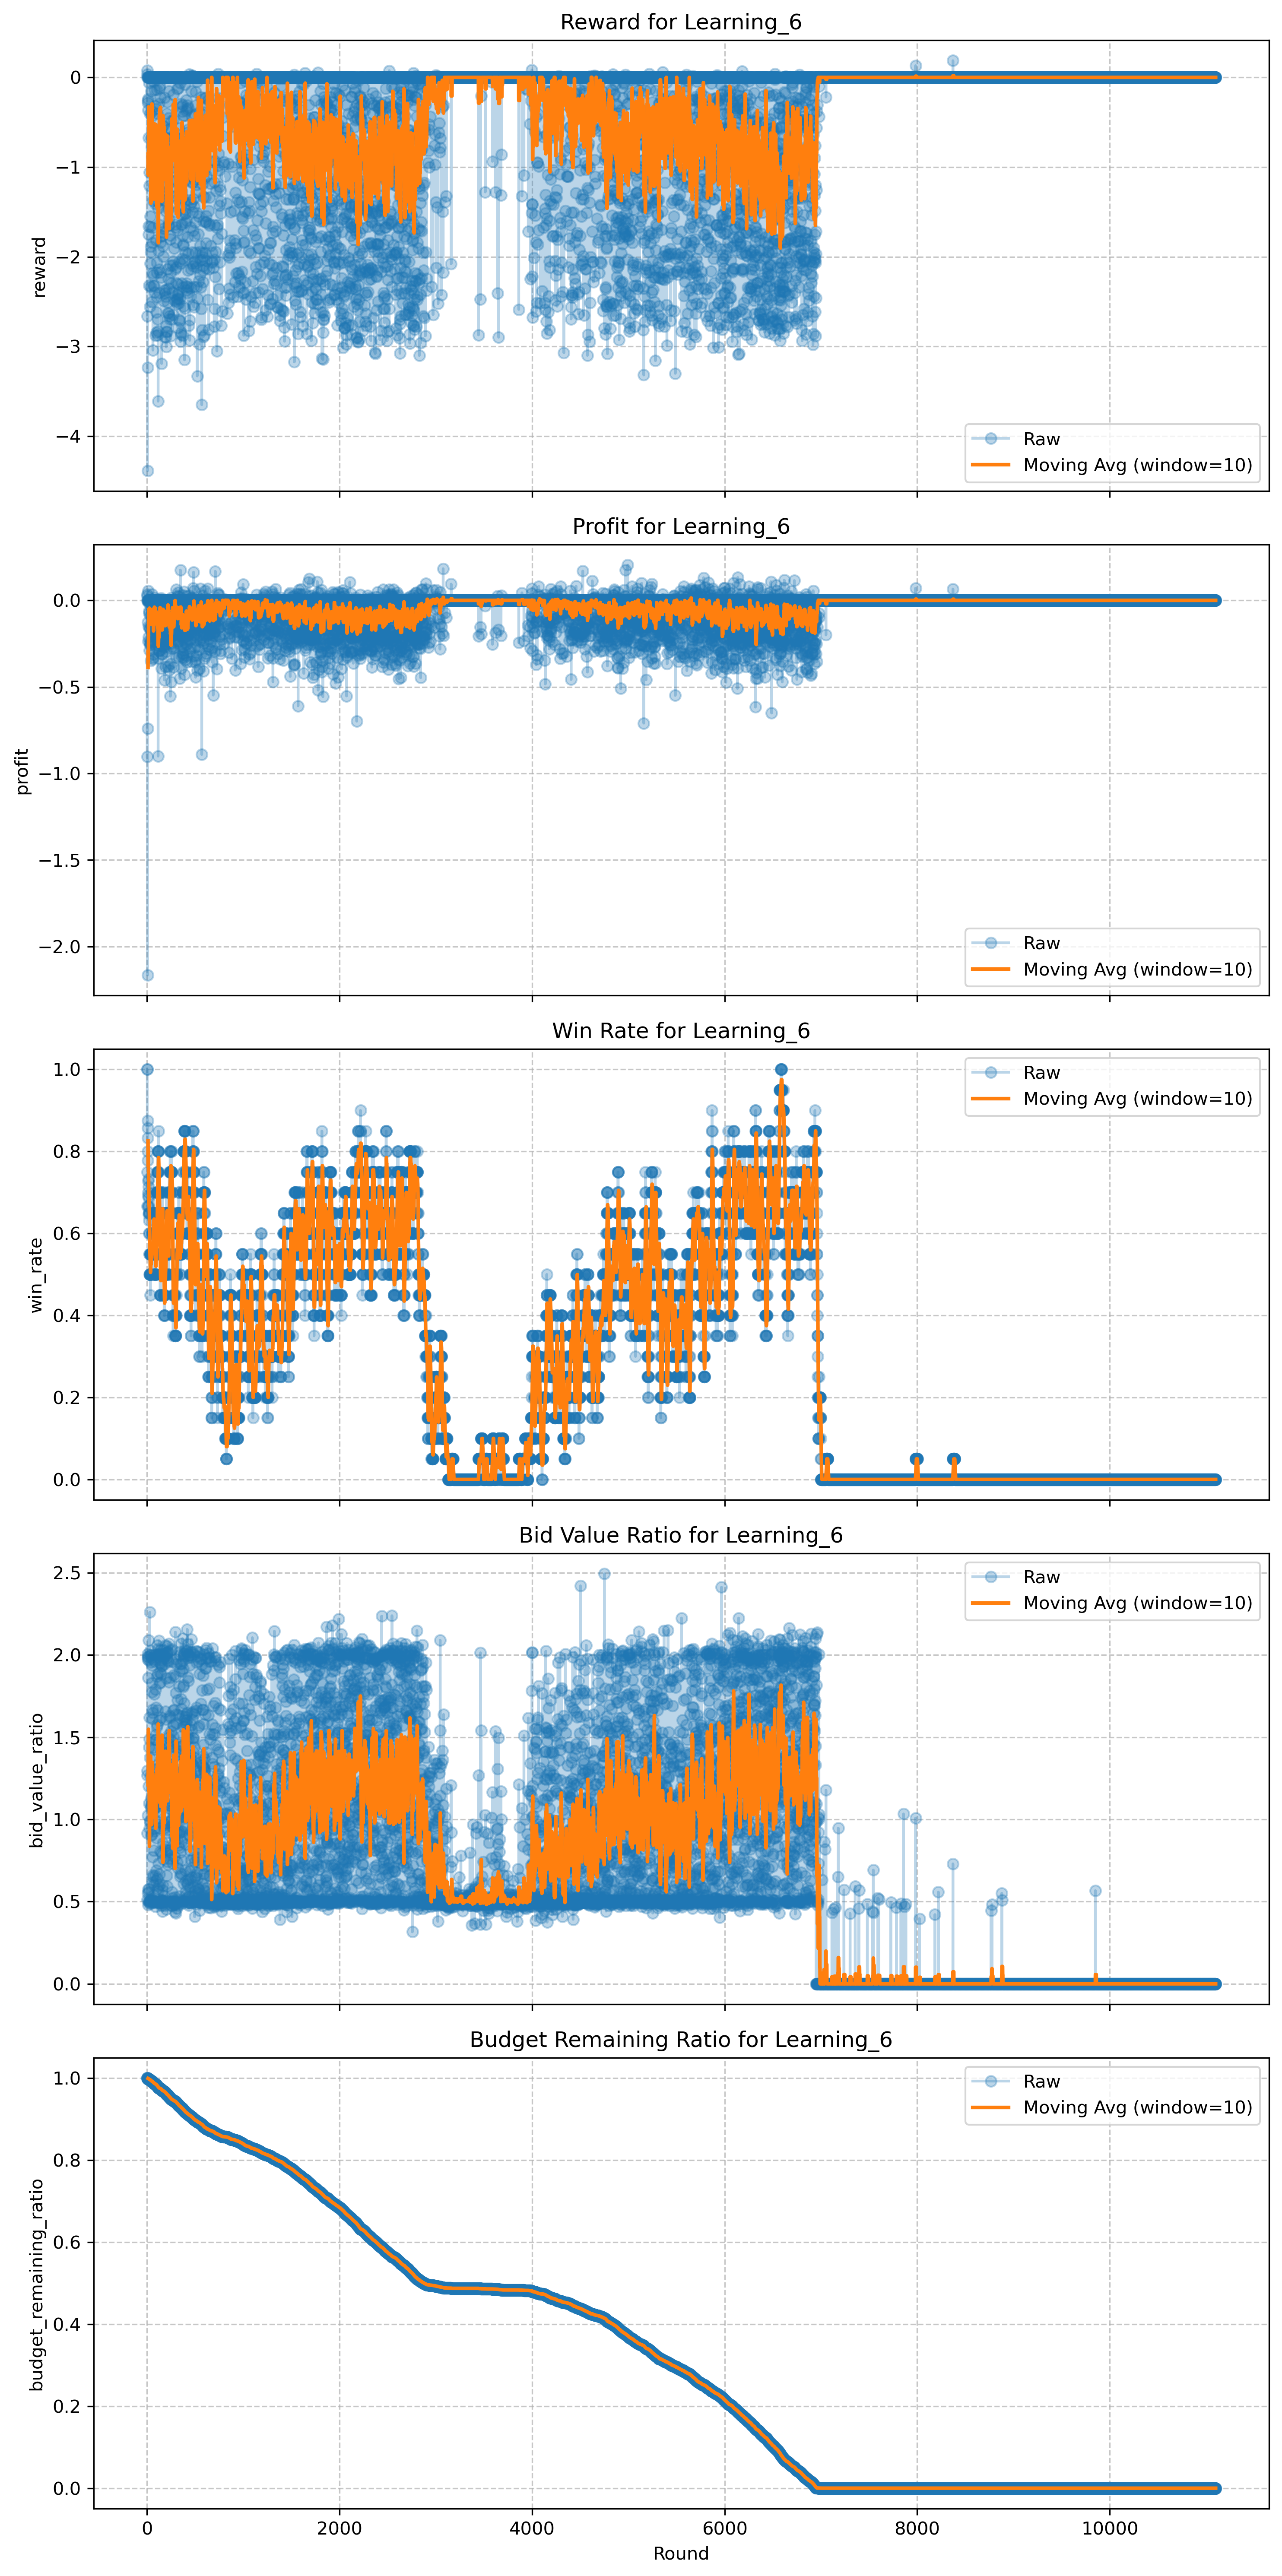 Reward for Learning_6
reward
0
−1
−2
−3
−4
Raw
Moving Avg (window=10)
Profit for Learning_6
profit
0.0
−0.5
−1.0
−1.5
−2.0
Raw
Moving Avg (window=10)
Win Rate for Learning_6
win_rate
1.0
0.8
0.6
0.4
0.2
0.0
Raw
Moving Avg (window=10)
Bid Value Ratio for Learning_6
bid_value_ratio
2.5
2.0
1.5
1.0
0.5
0.0
Raw
Moving Avg (window=10)
Budget Remaining Ratio for Learning_6
budget_remaining_ratio
1.0
0.8
0.6
0.4
0.2
0.0
Raw
Moving Avg (window=10)
0 2000 4000 6000 8000 10000
Round